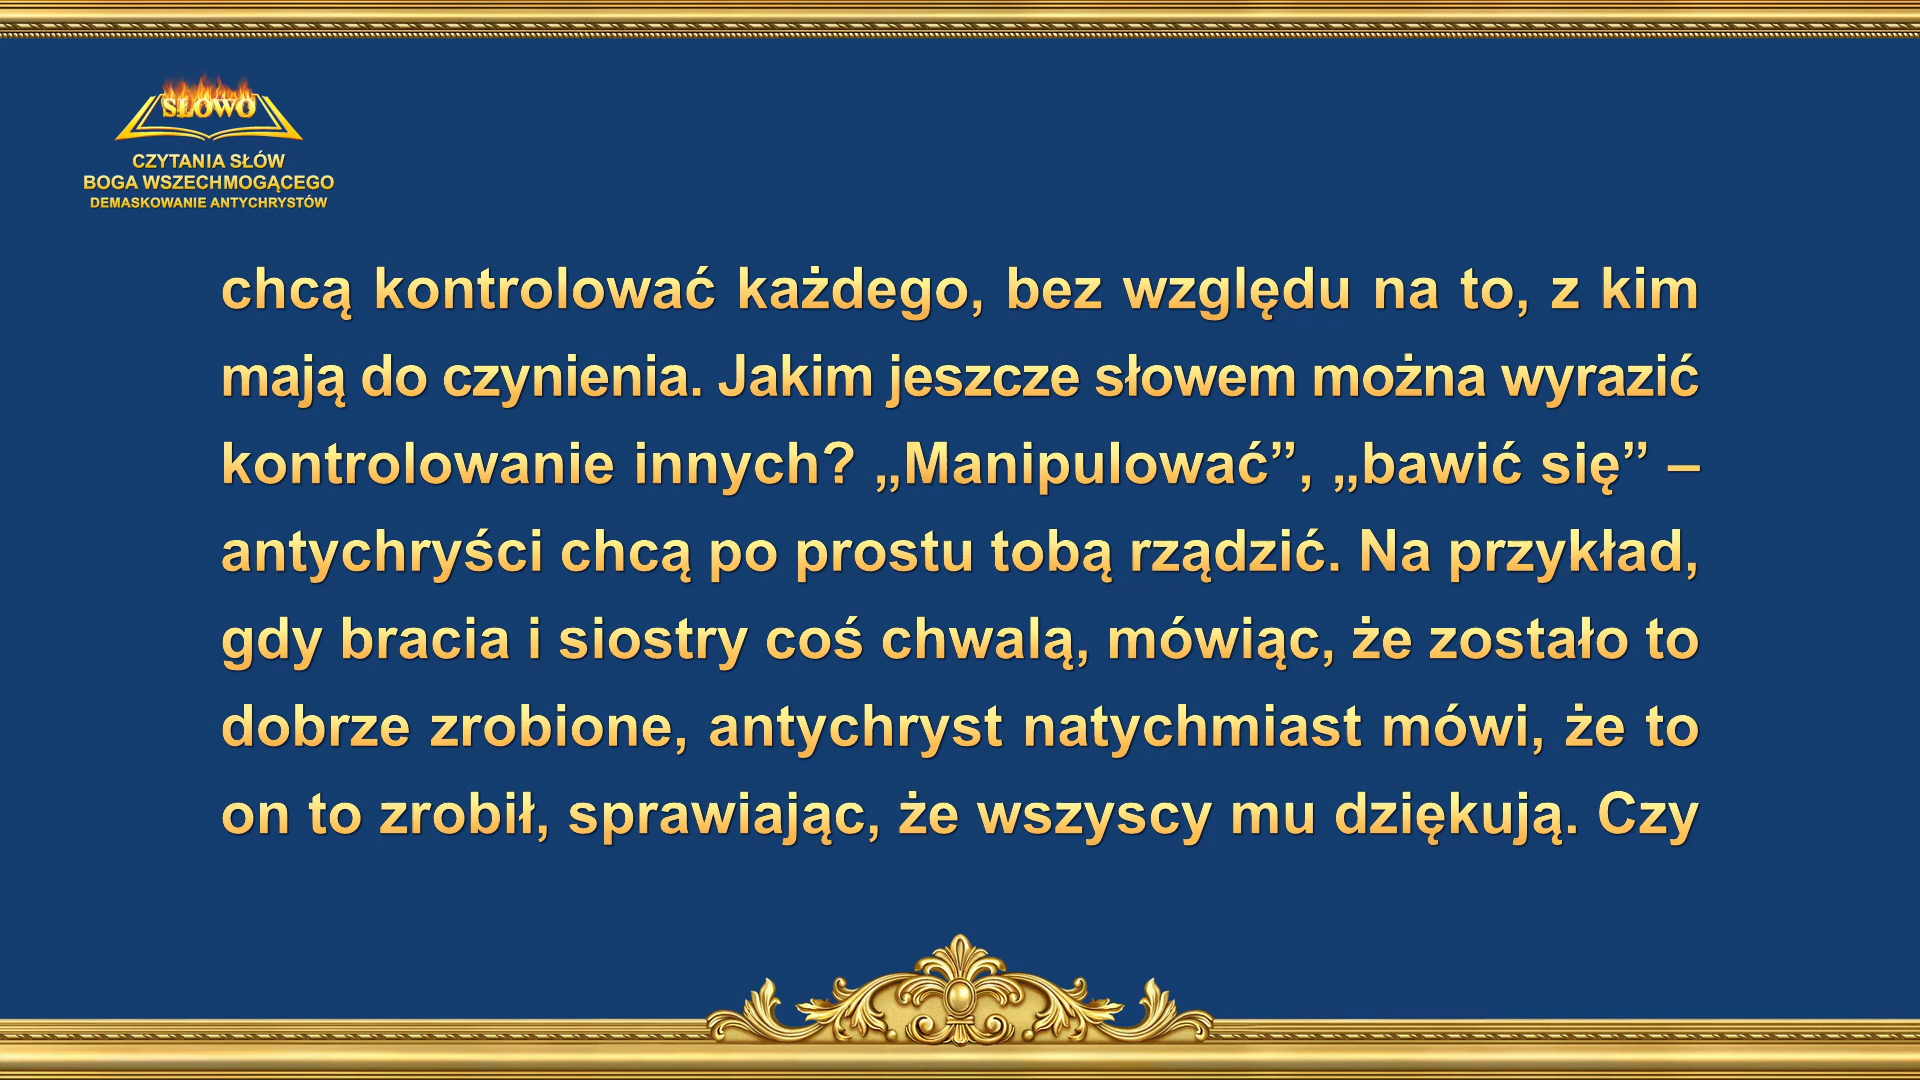 SŁOWO
CZYTANIA SŁÓW
BOGA WSZECHMOGĄCEGO
DEMASKOWANIE ANTYCHRYSTÓW
chcą kontrolować każdego, bez względu na to, z kim
mają do czynienia. Jakim jeszcze słowem można wyrazić
kontrolowanie innych? „Manipulować”, „bawić się” –
antychryści chcą po prostu tobą rządzić. Na przykład,
gdy bracia i siostry coś chwalą, mówiąc, że zostało to
dobrze zrobione, antychryst natychmiast mówi, że to
on to zrobił, sprawiając, że wszyscy mu dziękują. Czy